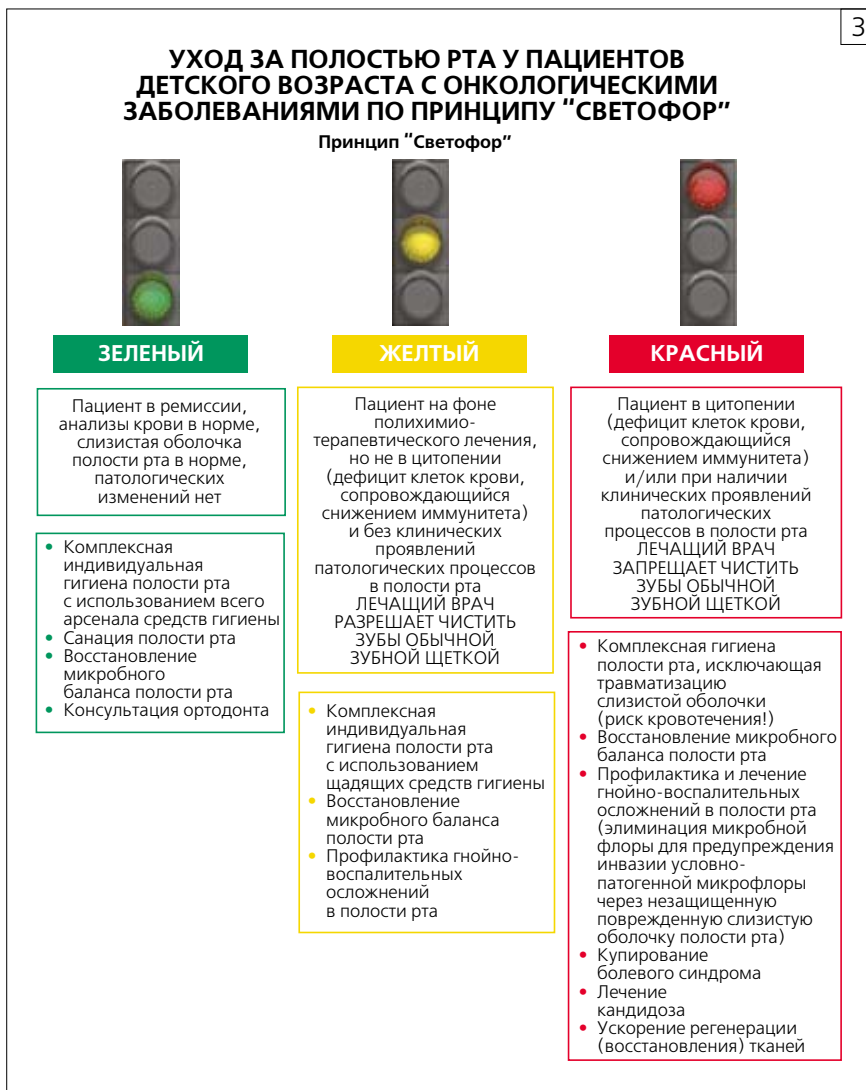 3
УХОД ЗА ПОЛОСТЬЮ РТА У ПАЦИЕНТОВ
ДЕТСКОГО ВОЗРАСТА С ОНКОЛОГИЧЕСКИМИ
ЗАБОЛЕВАНИЯМИ ПО ПРИНЦИПУ "СВЕТОФОР"
Принцип "Светофор"
ЗЕЛЕНЫЙ
Пациент в ремиссии,
анализы крови в норме,
слизистая оболочка
полости рта в норме,
патологических
изменений нет
• Комплексная
индивидуальная
гигиена полости рта
с использованием всего
арсенала средств гигиены
• Санация полости рта
• Восстановление
микробного
баланса полости рта
• Консультация ортодонта
ЖЕЛТЫЙ
Пациент на фоне
полихимио-
терапевтического лечения,
но не в цитопении
(дефицит клеток крови,
сопровождающийся
снижением иммунитета)
и без клинических
проявлений
патологических процессов
в полости рта
ЛЕЧАЩИЙ ВРАЧ
РАЗРЕШАЕТ ЧИСТИТЬ
ЗУБЫ ОБЫЧНОЙ
ЗУБНОЙ ЩЕТКОЙ
• Комплексная
индивидуальная
гигиена полости рта
с использованием
щадящих средств гигиены
• Восстановление
микробного баланса
полости рта
• Профилактика гнойно-
воспалительных
осложнений
в полости рта
КРАСНЫЙ
Пациент в цитопении
(дефицит клеток крови,
сопровождающийся
снижением иммунитета)
и/или при наличии
клинических проявлений
патологических
процессов в полости рта
ЛЕЧАЩИЙ ВРАЧ
ЗАПРЕЩАЕТ ЧИСТИТЬ
ЗУБЫ ОБЫЧНОЙ
ЗУБНОЙ ЩЕТКОЙ
• Комплексная гигиена
полости рта, исключающая
травматизацию
слизистой оболочки
(риск кровотечения!)
• Восстановление микробного
баланса полости рта
• Профилактика и лечение
гнойно-воспалительных
осложнений в полости рта
(элиминация микробной
флоры для предупреждения
инвазии условно-
патогенной микрофлоры
через незащищенную
поврежденную слизистую
оболочку полости рта)
• Купирование
болевого синдрома
• Лечение
кандидоза
• Ускорение регенерации
(восстановления) тканей